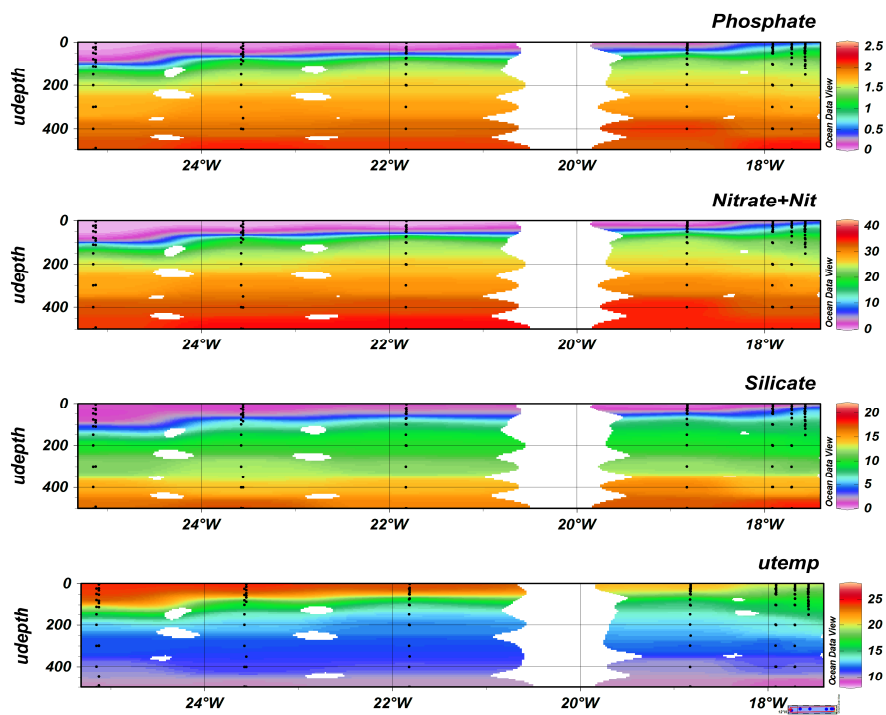 Phosphate
0
200
400
udepth
24°W
22°W
20°W
18°W
Ocean Data View
2.5
2
1.5
1
0.5
0
Nitrate+Nit
0
200
400
udepth
24°W
22°W
20°W
18°W
Ocean Data View
40
30
20
10
0
Silicate
0
200
400
udepth
24°W
22°W
20°W
18°W
Ocean Data View
20
15
10
5
0
utemp
0
200
400
udepth
24°W
22°W
20°W
18°W
Ocean Data View
25
20
15
10